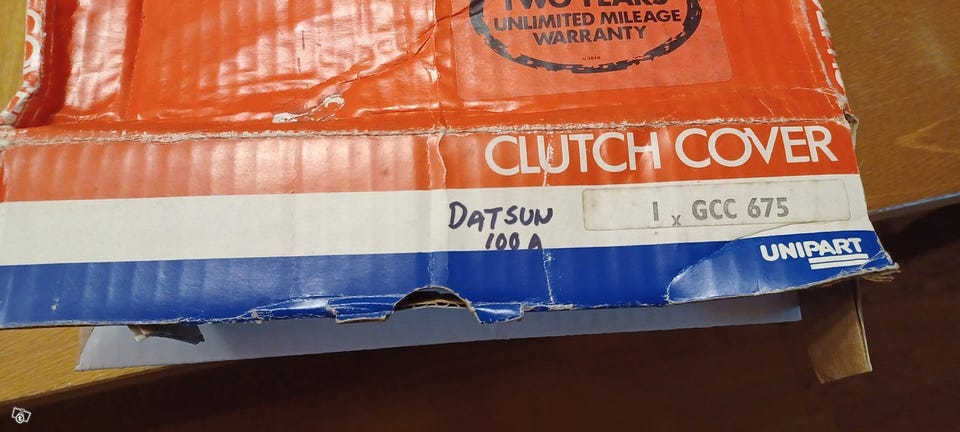 TWO YEARS
UNLIMITED MILEAGE
WARRANTY
CLUTCH COVER
DATSUN
100 A
1 x GCC 675
UNIPART